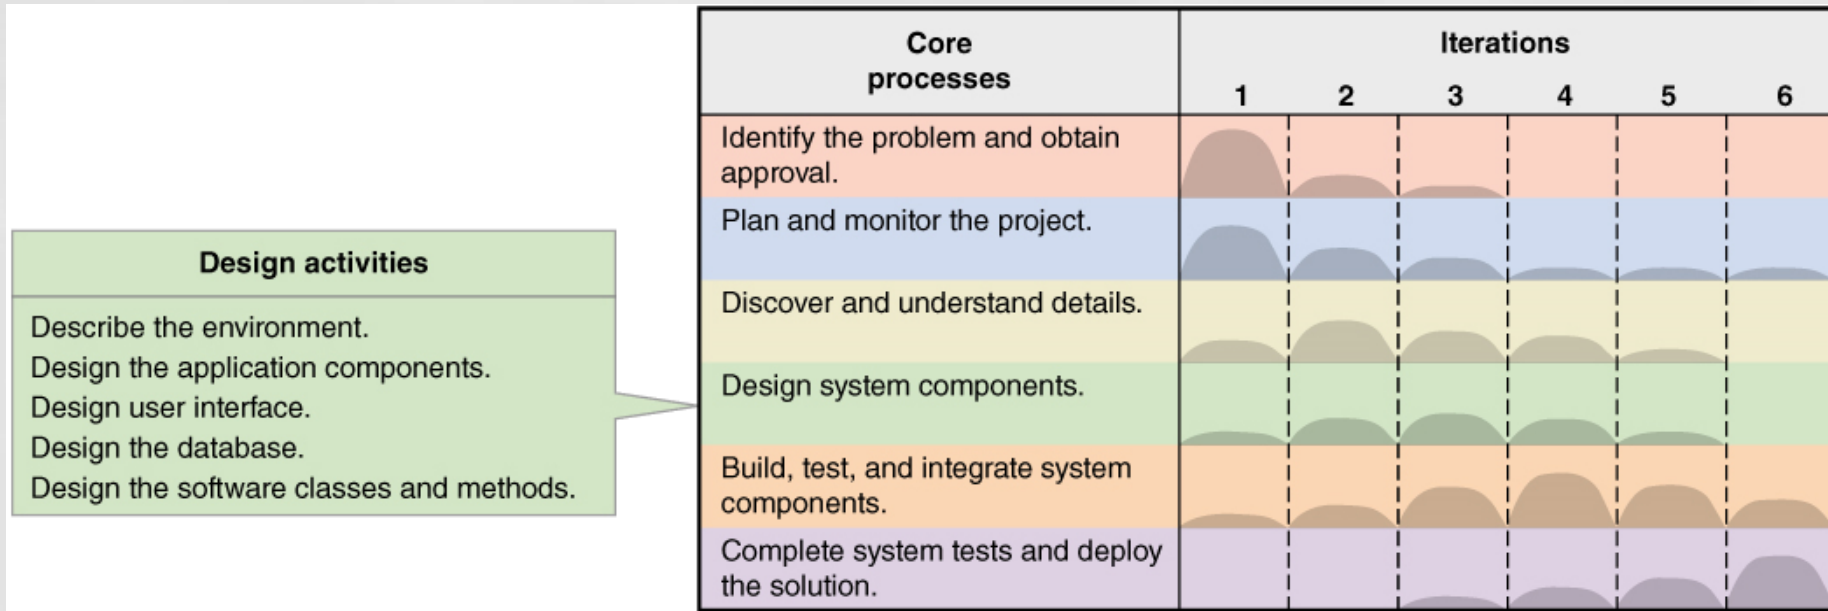 Core
processes
Iterations
1 2 3 4 5 6
Identify the problem and obtain
approval.
Plan and monitor the project.
Discover and understand details.
Design system components.
Build, test, and integrate system
components.
Complete system tests and deploy
the solution.
Design activities
Describe the environment.
Design the application components.
Design user interface.
Design the database.
Design the software classes and methods.